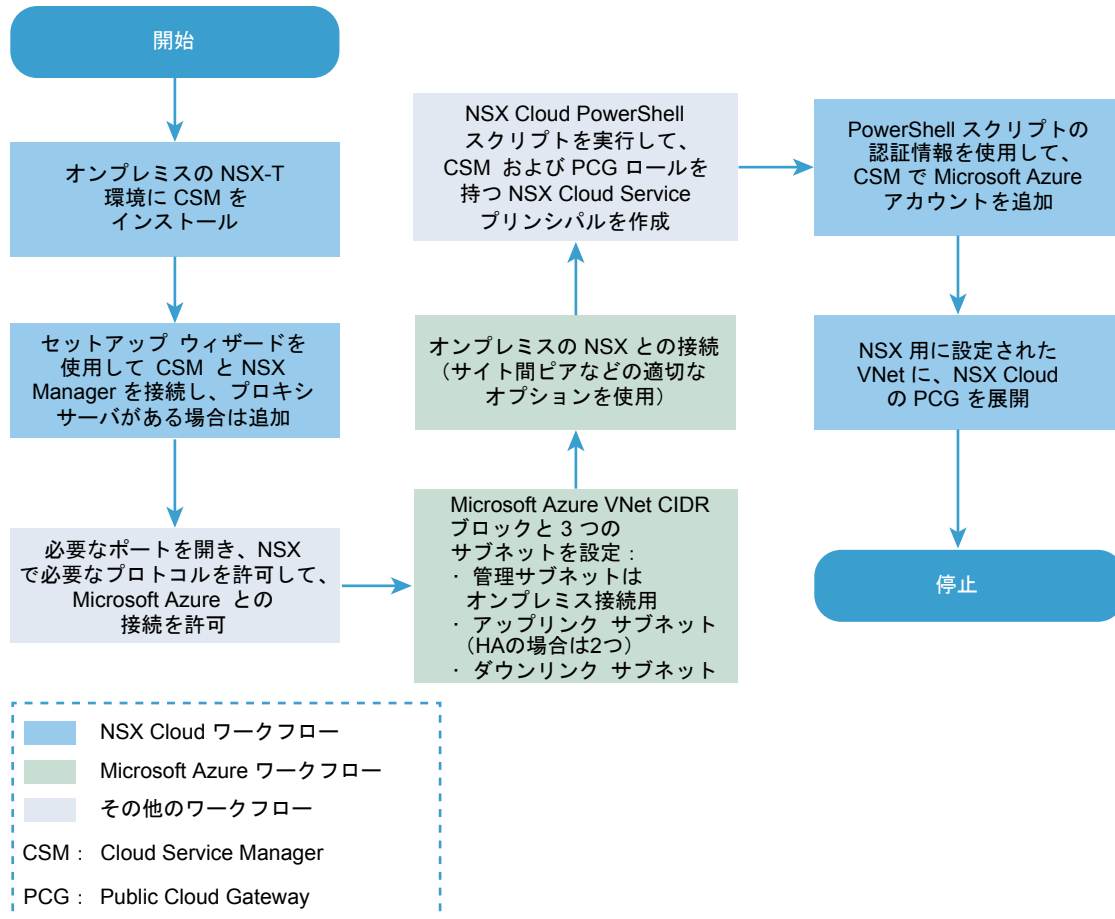 開始
オンプレミスの NSX-T
環境に CSM を
インストール
セットアップ ウィザードを
使用して CSM と NSX
Manager を接続し、プロキシ
サーバがある場合は追加
必要なポートを開き、NSX
で必要なプロトコルを許可して、
Microsoft Azure との
接続を許可
Microsoft Azure VNet CIDR
ブロックと 3 つの
サブネットを設定：
· 管理サブネットは
オンプレミス接続用
· アップリンク サブネット
（HAの場合は2つ）
· ダウンリンク サブネット
オンプレミスの NSX との接続
（サイト間ピアなどの適切な
オプションを使用）
NSX Cloud PowerShell
スクリプトを実行して、
CSM および PCG ロールを
持つ NSX Cloud Service
プリンシパルを作成
PowerShell スクリプトの
認証情報を使用して、
CSM で Microsoft Azure
アカウントを追加
NSX 用に設定された
VNet に、NSX Cloud
の PCG を展開
停止
NSX Cloud ワークフロー
Microsoft Azure ワークフロー
その他のワークフロー
CSM： Cloud Service Manager
PCG： Public Cloud Gateway